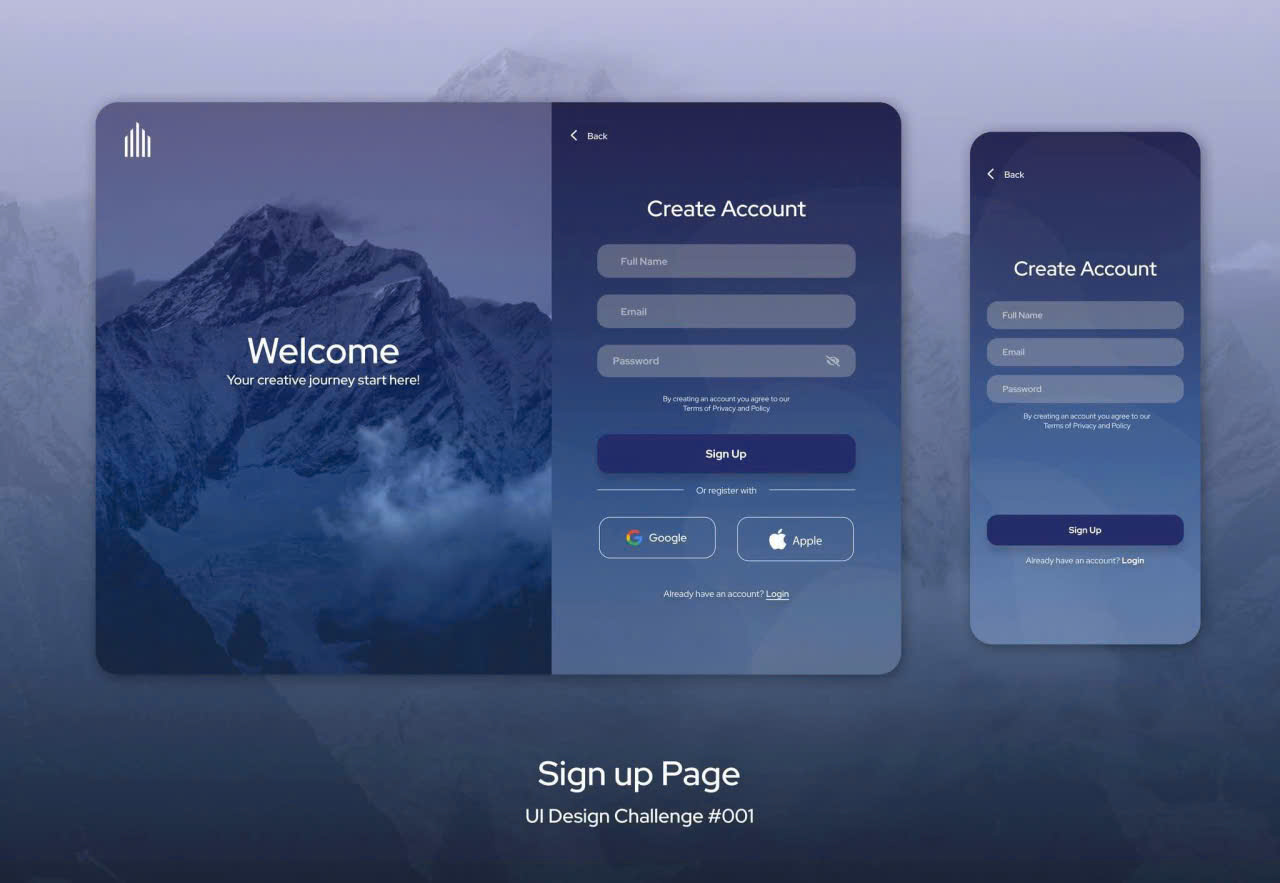 Back
Create Account
Full Name
Email
Password
By creating an account you agree to our
Terms of Privacy and Policy
Sign Up
Or register with
Google
Apple
Already have an account? Login
Welcome
Your creative journey start here!
Back
Create Account
Full Name
Email
Password
By creating an account you agree to our
Terms of Privacy and Policy
Sign Up
Already have an account? Login
Sign up Page
UI Design Challenge #001